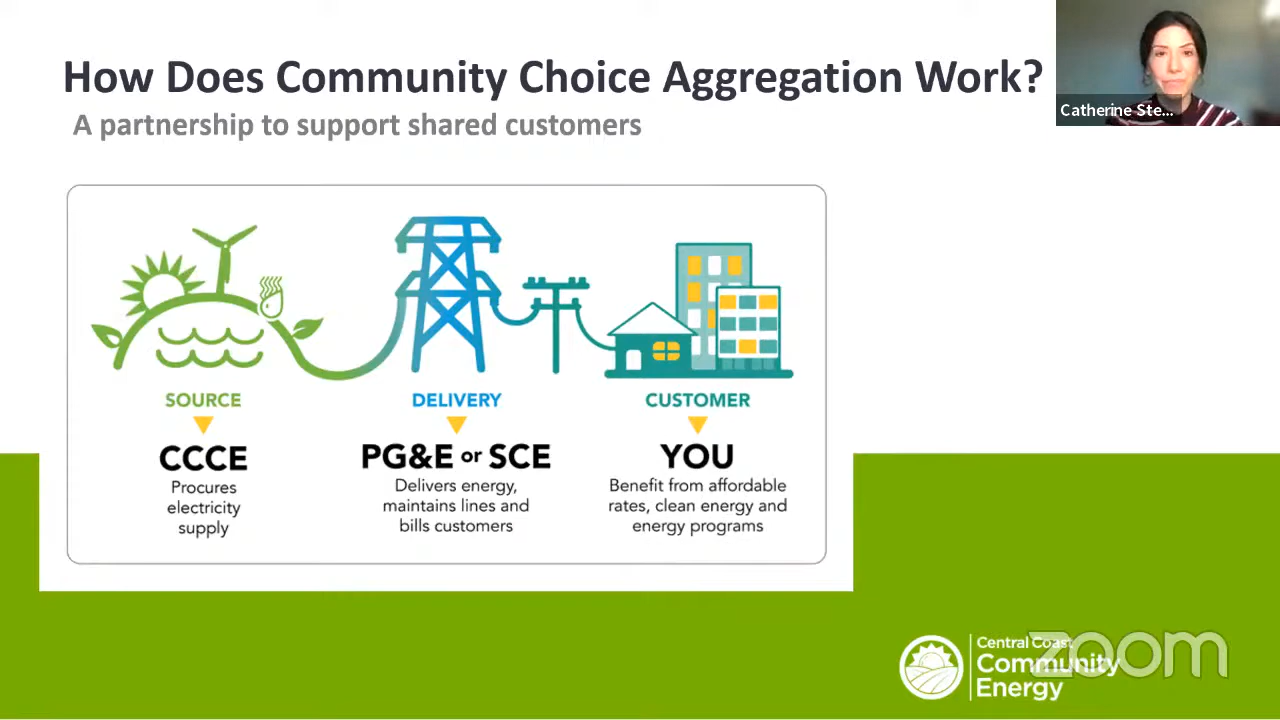 How Does Community Choice Aggregation Work?
A partnership to support shared customers
Catherine Ste...
SOURCE
CCCE
Procures
electricity
supply
DELIVERY
PG&E or SCE
Delivers energy,
maintains lines and
bills customers
CUSTOMER
YOU
Benefit from affordable
rates, clean energy and
energy programs
Central Coast
Community
Energy
zoom